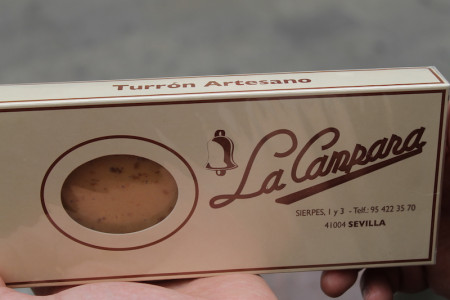 Turrón Artesano
La Campana
SIERPES, 1 y 3 - Telf.: 95 422 35 70
41004 SEVILLA